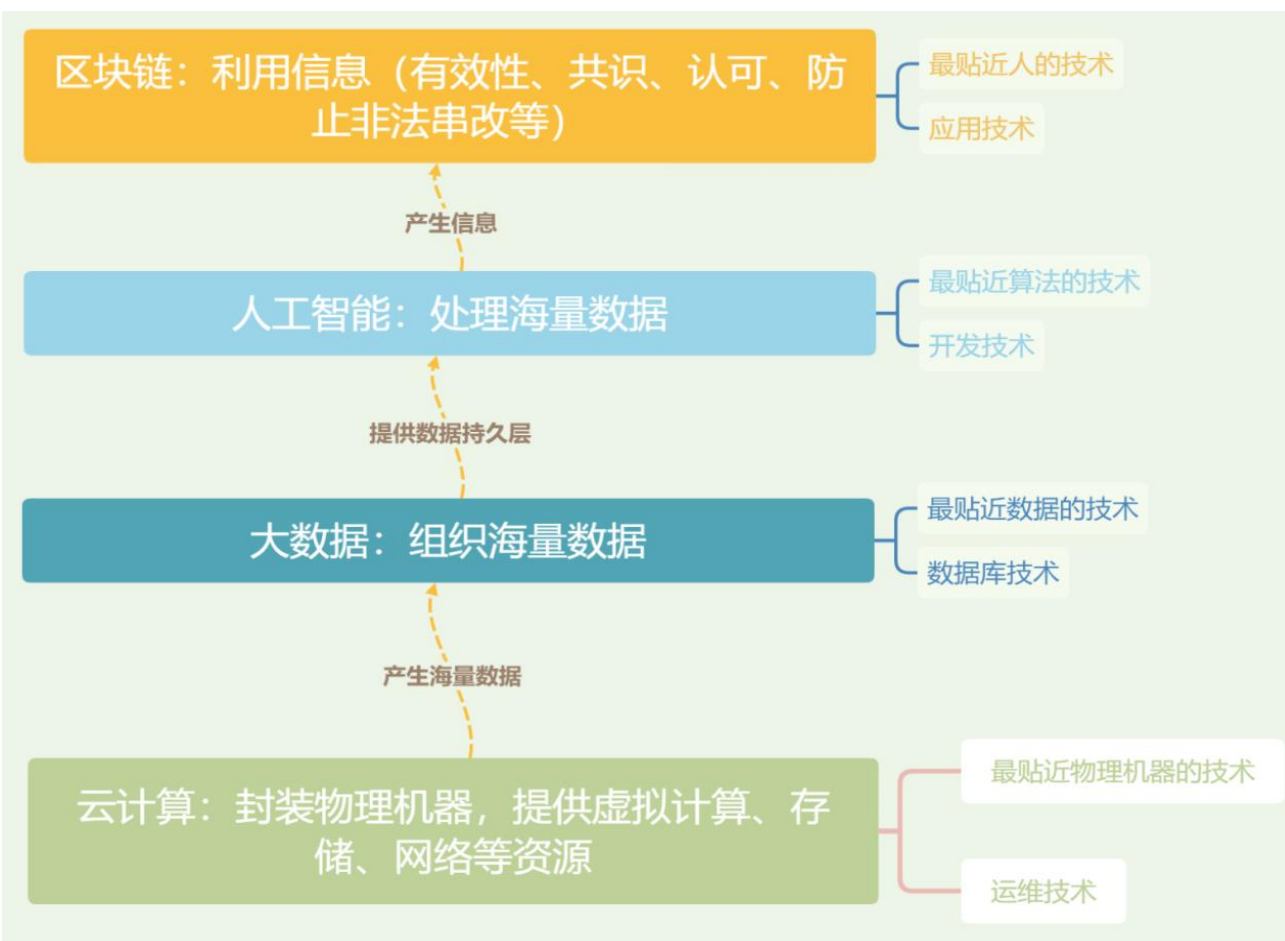 区块链：利用信息（有效性、共识、认可、防
止非法串改等）
最贴近人的技术
应用技术
产生信息
人工智能：处理海量数据
最贴近算法的技术
开发技术
提供数据持久层
大数据：组织海量数据
最贴近数据的技术
数据库技术
产生海量数据
云计算：封装物理机器，提供虚拟计算、存
储、网络等资源
最贴近物理机器的技术
运维技术